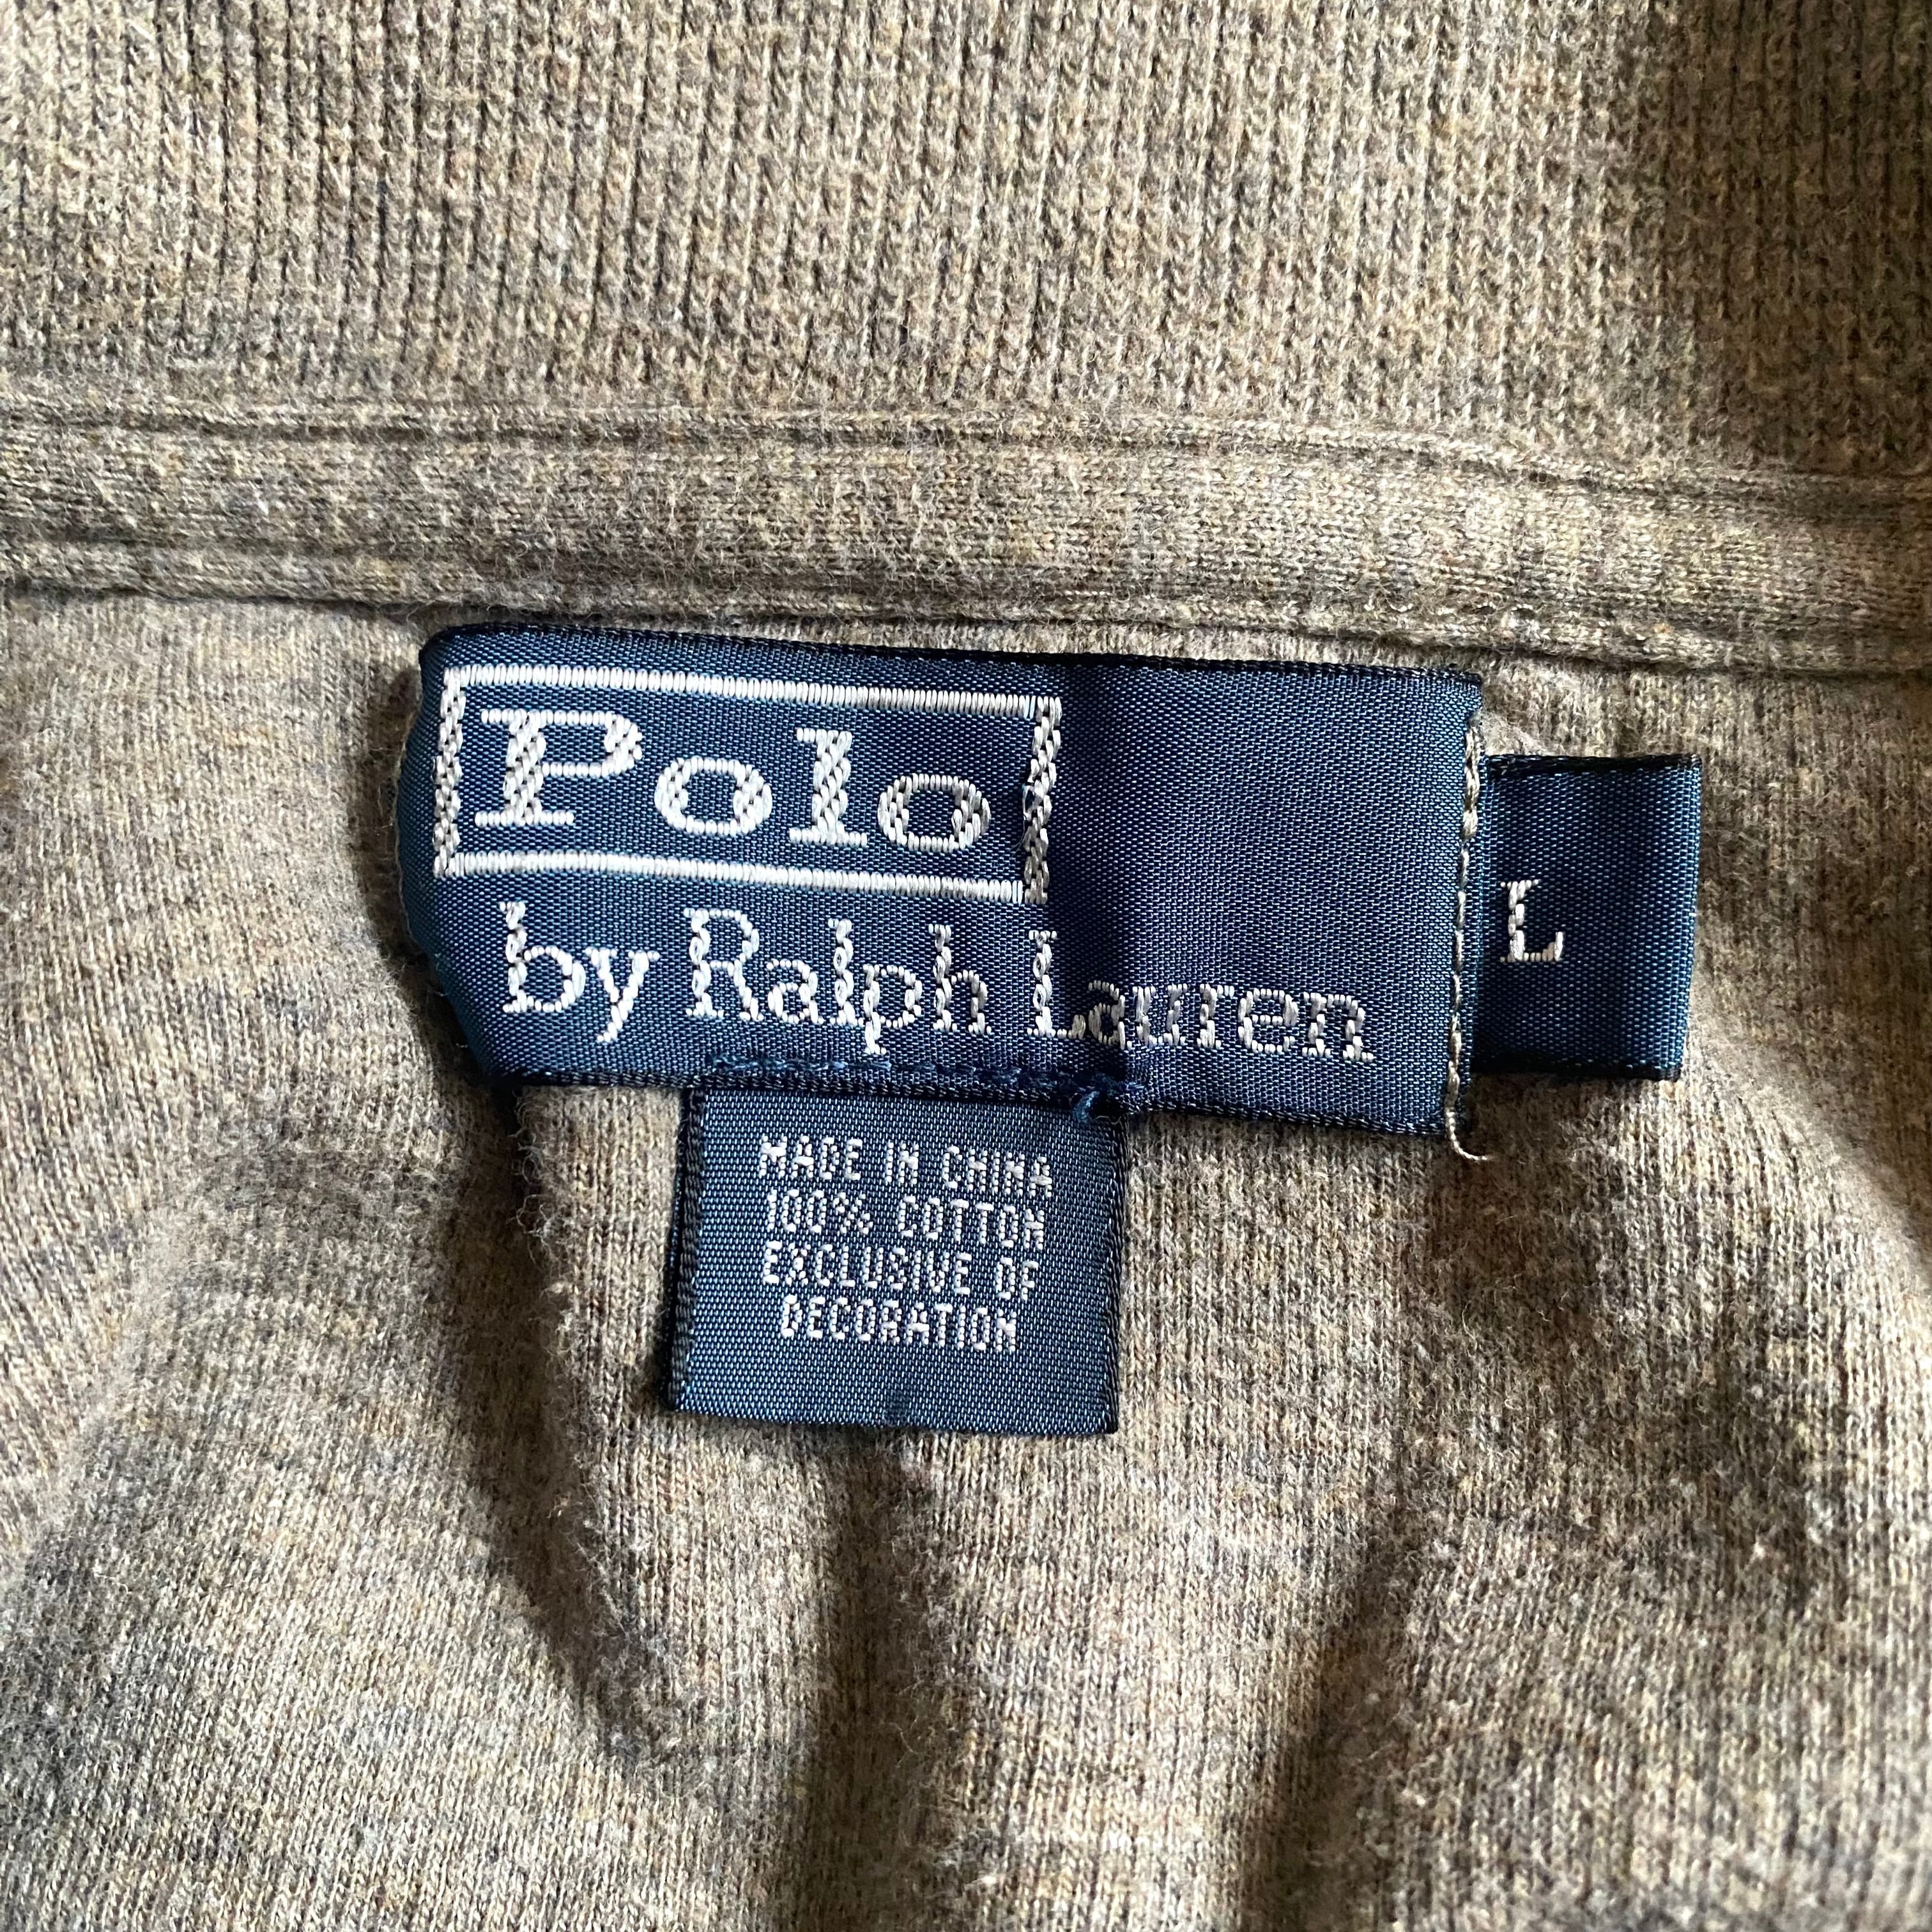 Polo
by Ralph Lauren
L
MADE IN CHINA
100% COTTON
EXCLUSIVE OF
DECORATION